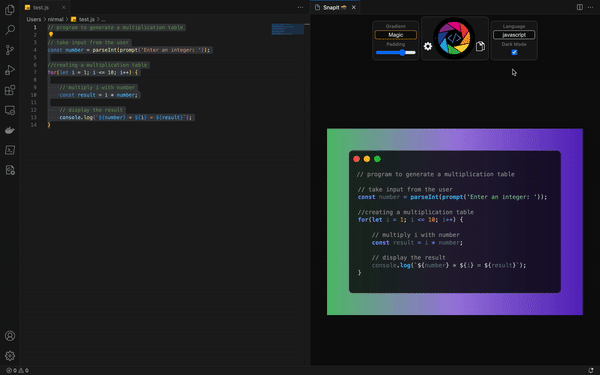 test.js
Users > nirmal > test.js > ...
1 // program to generate a multiplication table
2
3 // take input from the user
4 const number = parseInt(prompt('Enter an integer: '));
5
6 //creating a multiplication table
7 for(let i = 1; i <= 10; i++) {
8
9 // multiply i with number
10 const result = i * number;
11
12 // display the result
13 console.log(`${number} * ${i} = ${result}`);
14 }
SnapIt
Gradient
Magic
Padding
Language
javascript
Dark Mode
// program to generate a multiplication table
// take input from the user
const number = parseInt(prompt('Enter an integer: '));
//creating a multiplication table
for(let i = 1; i <= 10; i++) {
// multiply i with number
const result = i * number;
// display the result
console.log(`${number} * ${i} = ${result}`);
}
0 0